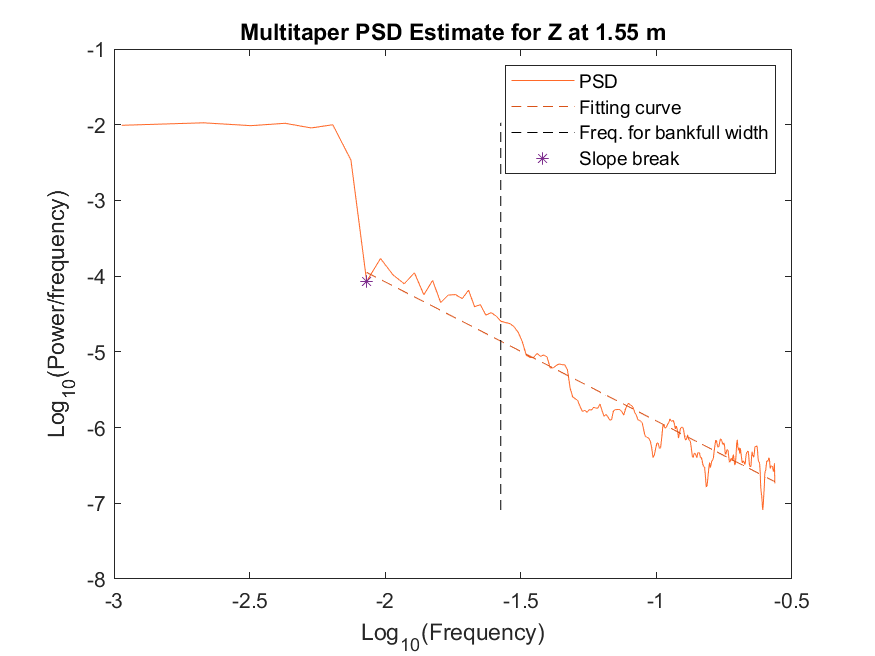 Multitaper PSD Estimate for Z at 1.55 m
-1
-2
-3
-4
-5
-6
-7
-8
Log10(Power/frequency)
PSD
Fitting curve
Freq. for bankfull width
Slope break
-3
-2.5
-2
-1.5
-1
-0.5
Log10(Frequency)